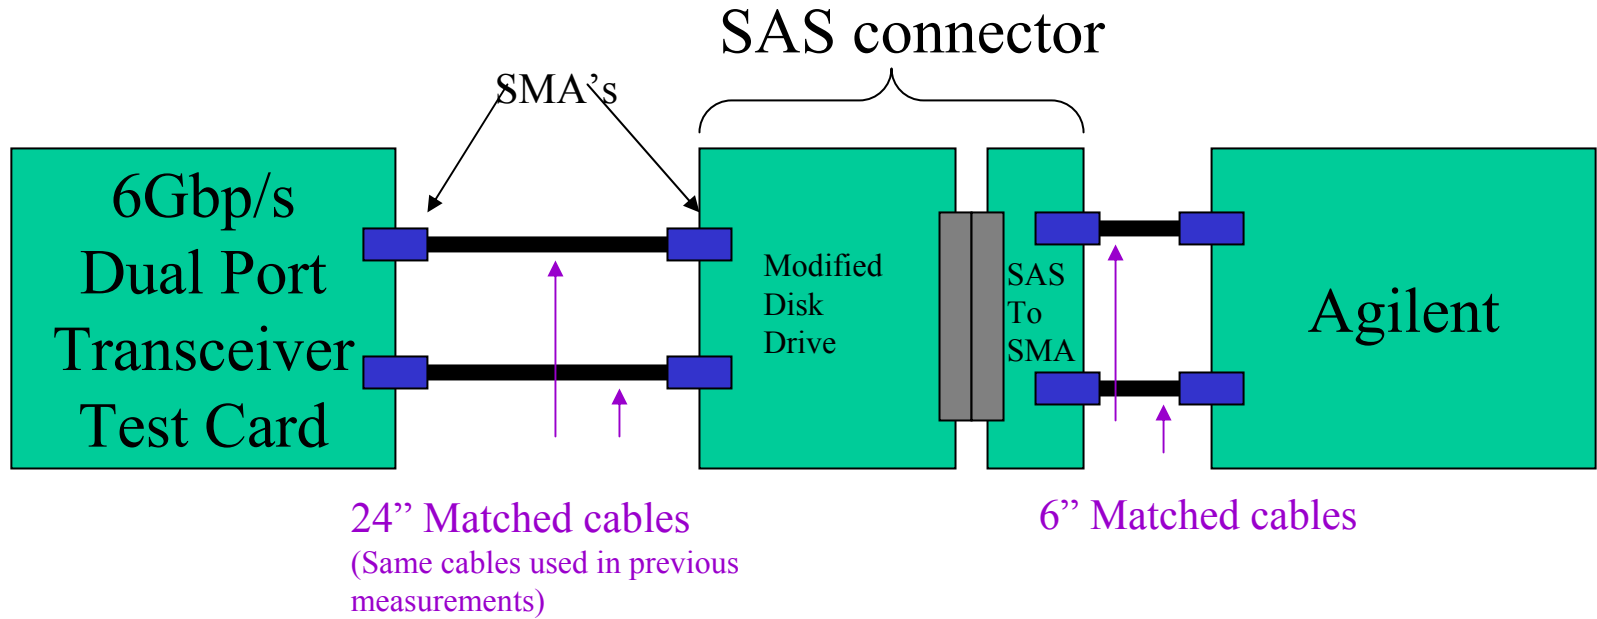 SAS connector
SMA’s
6Gbp/s
Dual Port
Transceiver
Test Card
Modified
Disk
Drive
SAS
To
SMA
Agilent
24” Matched cables
(Same cables used in previous
measurements)
6” Matched cables